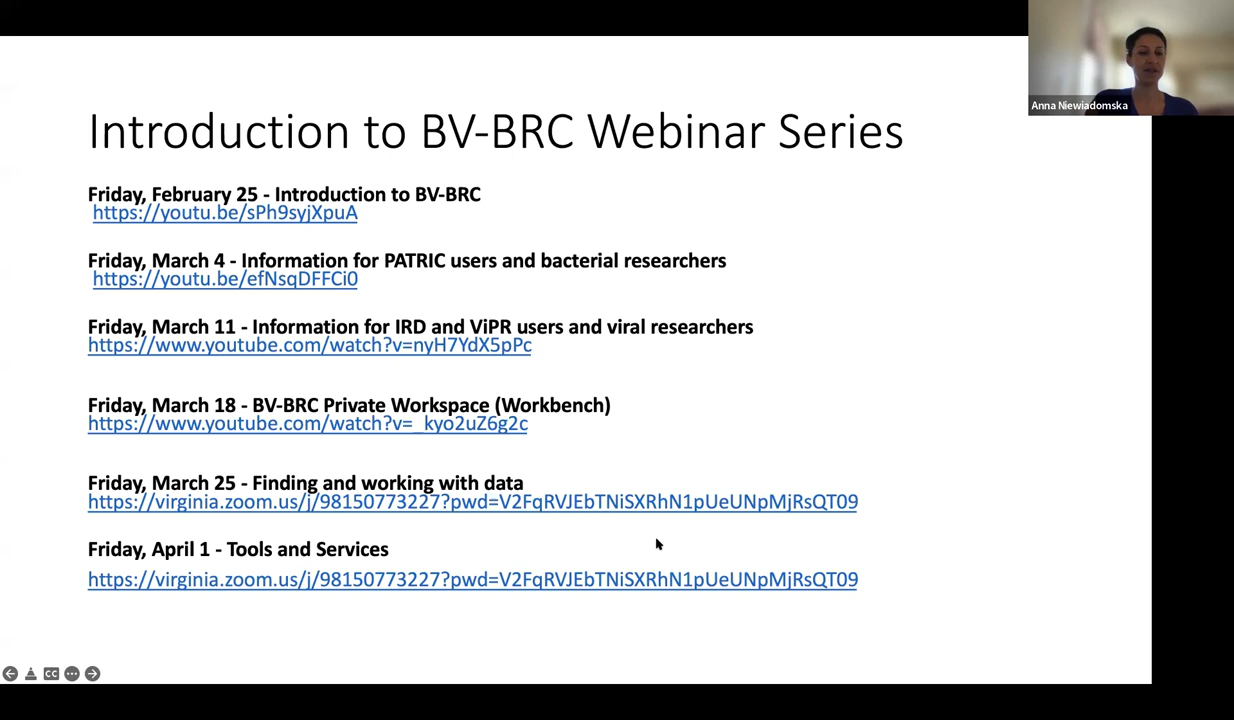 Anna Niewiadomska
Introduction to BV-BRC Webinar Series
Friday, February 25 - Introduction to BV-BRC
https://youtu.be/sPh9syjXpuA
Friday, March 4 - Information for PATRIC users and bacterial researchers
https://youtu.be/efNsqDFFCi0
Friday, March 11 - Information for IRD and ViPR users and viral researchers
https://www.youtube.com/watch?v=nyH7YdX5pPc
Friday, March 18 - BV-BRC Private Workspace (Workbench)
https://www.youtube.com/watch?v=_kyo2uZ6g2c
Friday, March 25 - Finding and working with data
https://virginia.zoom.us/j/98150773227?pwd=V2FqRVJEbTNiSXRhN1pUeUNpMjRsQT09
Friday, April 1 - Tools and Services
https://virginia.zoom.us/j/98150773227?pwd=V2FqRVJEbTNiSXRhN1pUeUNpMjRsQT09
CC